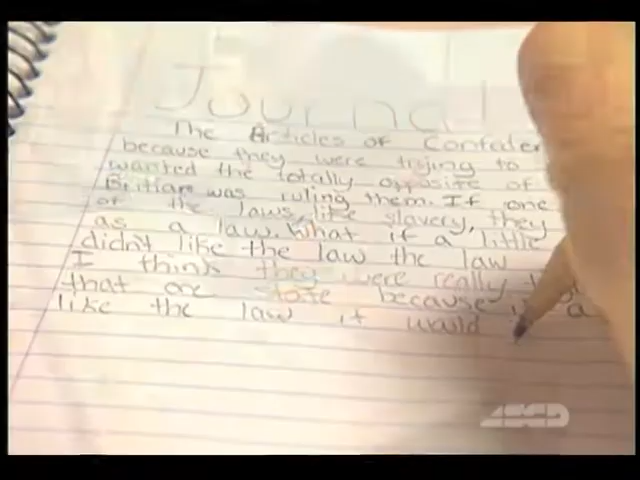 Journal
The Articles of Confeder
because they were trying to
wanted the totally opposite of
was ruling them. If one
of the laws, like slavery, they
as a law. What if a little
didn't like the law the law
I think they were really
that one state because if a
like the law it would
ASCD